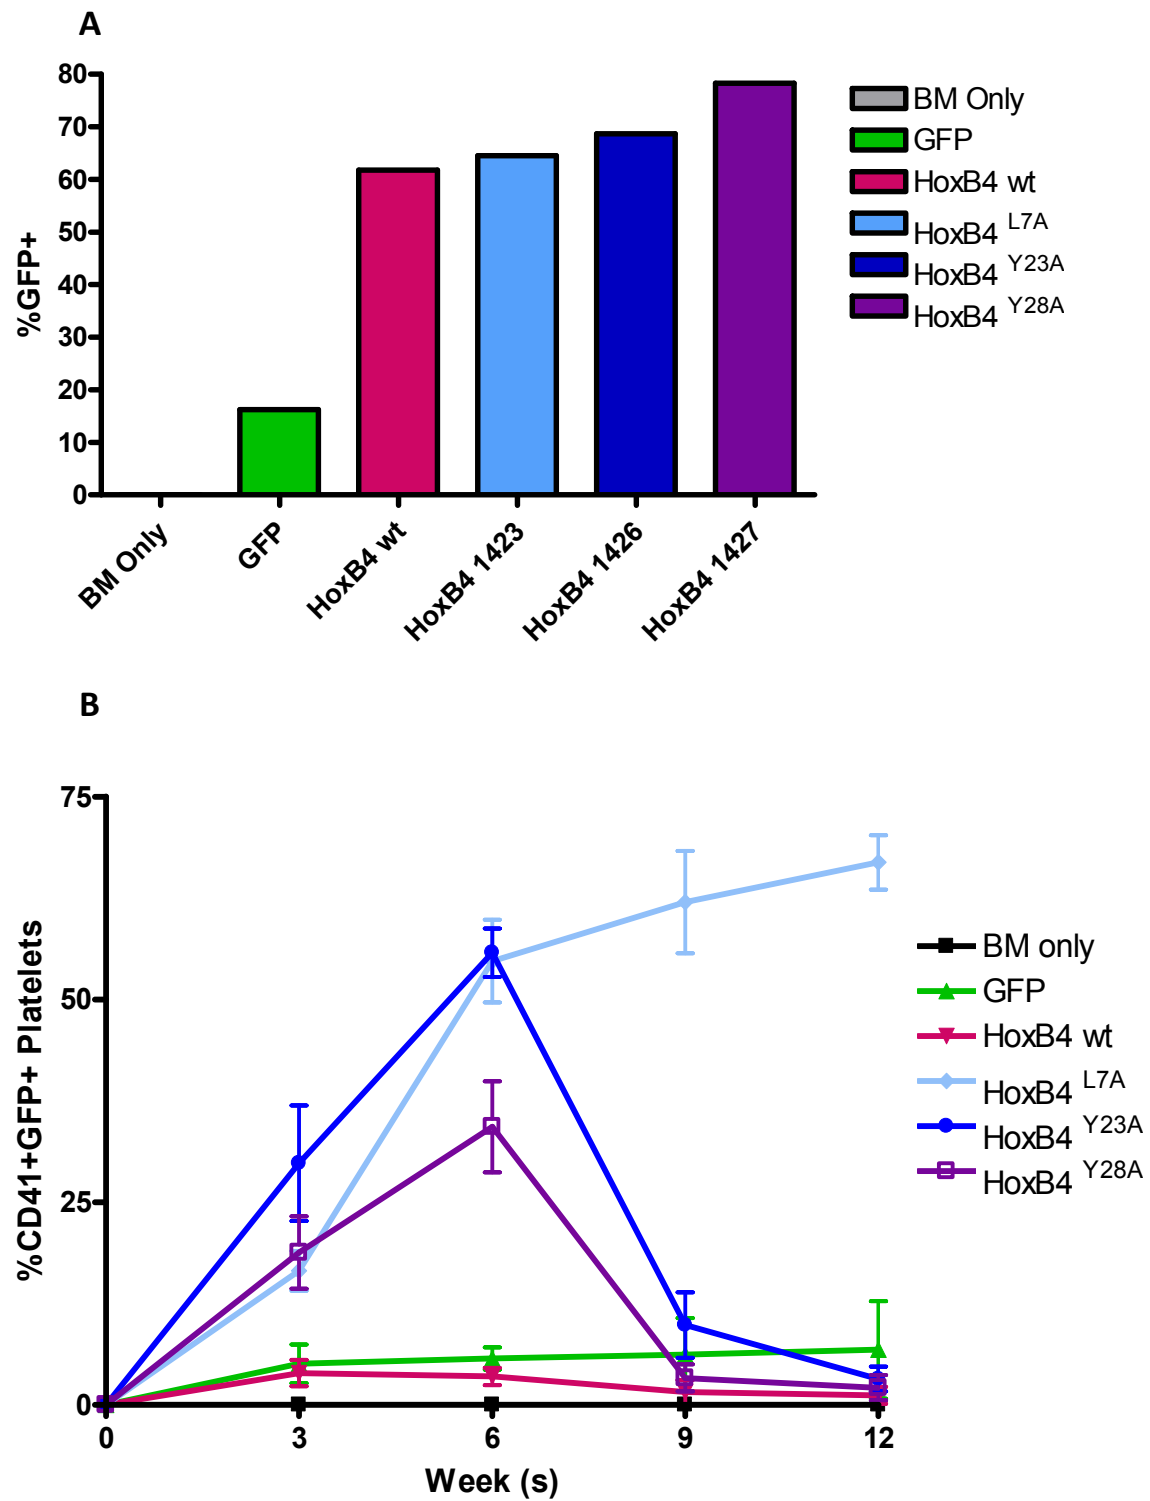 A
80
70
60
50
40
30
20
10
0
%GFP+
BM Only
GFP
HoxB4 wt
HoxB4 1423
HoxB4 1426
HoxB4 1427
BM Only
GFP
HoxB4 wt
HoxB4 L7A
HoxB4 Y23A
HoxB4 Y28A
B
75
50
25
0
%CD41+GFP+ Platelets
0 3 6 9 12
Week (s)
BM only
GFP
HoxB4 wt
HoxB4 L7A
HoxB4 Y23A
HoxB4 Y28A